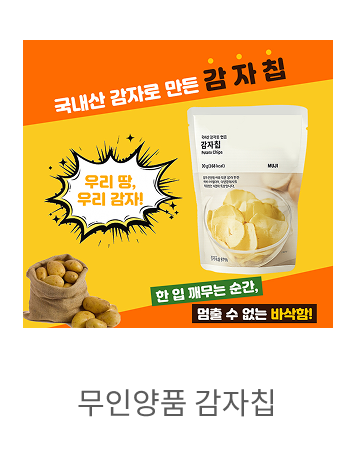 국내산 감자로 만든 감자칩
감자칩
Potato Chips
MUJI
우리 땅,
우리 감자!
한 입 깨무는 순간,
멈출 수 없는 바삭함!
무인양품 감자칩